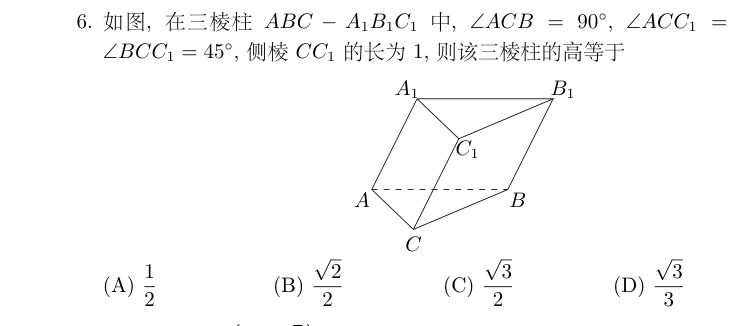 6. 如图, 在三棱柱 ABC − A₁B₁C₁ 中, ∠ACB = 90°, ∠ACC₁ =
∠BCC₁ = 45°, 侧棱 CC₁ 的长为 1, 则该三棱柱的高等于
A₁ B₁
C₁
A B
C
(A) 1/2 (B) √2/2 (C) √3/2 (D) √3/3